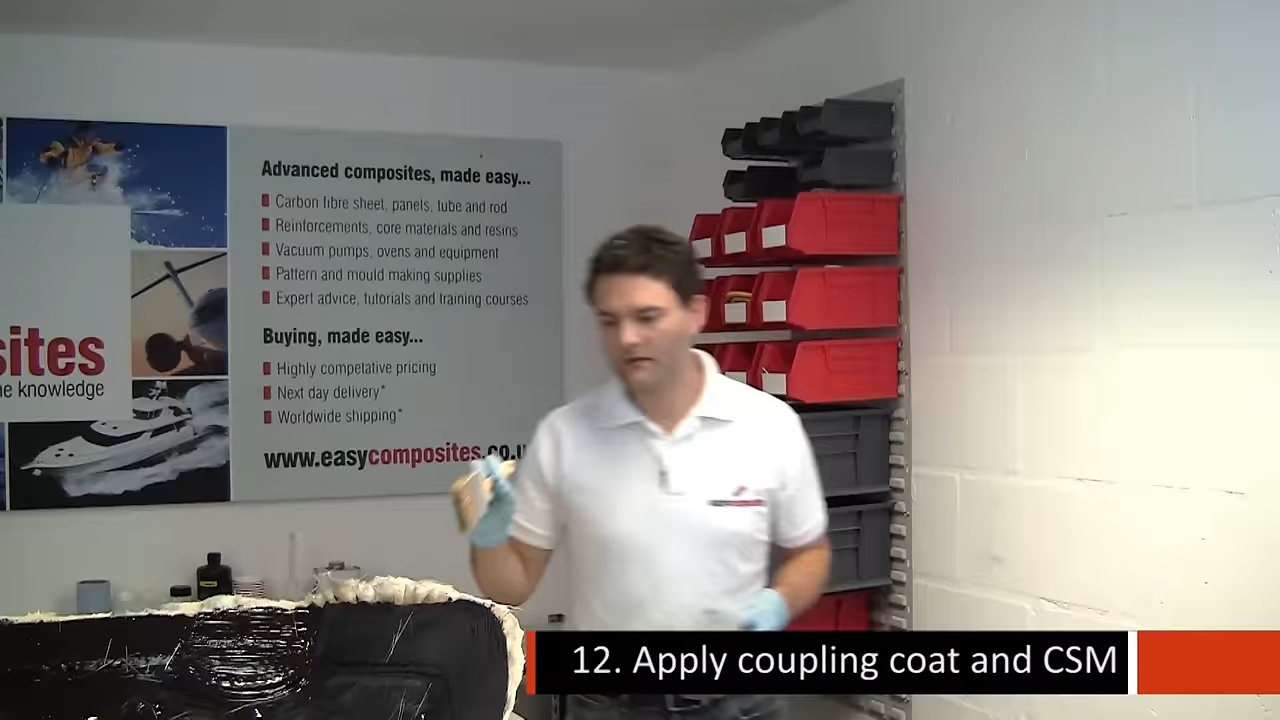 Advanced composites, made easy...
Carbon fibre sheet, panels, tube and rod
Reinforcements, core materials and resins
Vacuum pumps, ovens and equipment
Pattern and mould making supplies
Expert advice, tutorials and training courses
Buying, made easy...
Highly competative pricing
Next day delivery*
Worldwide shipping*
www.easycomposites.co.u
sites
he knowledge
12. Apply coupling coat and CSM